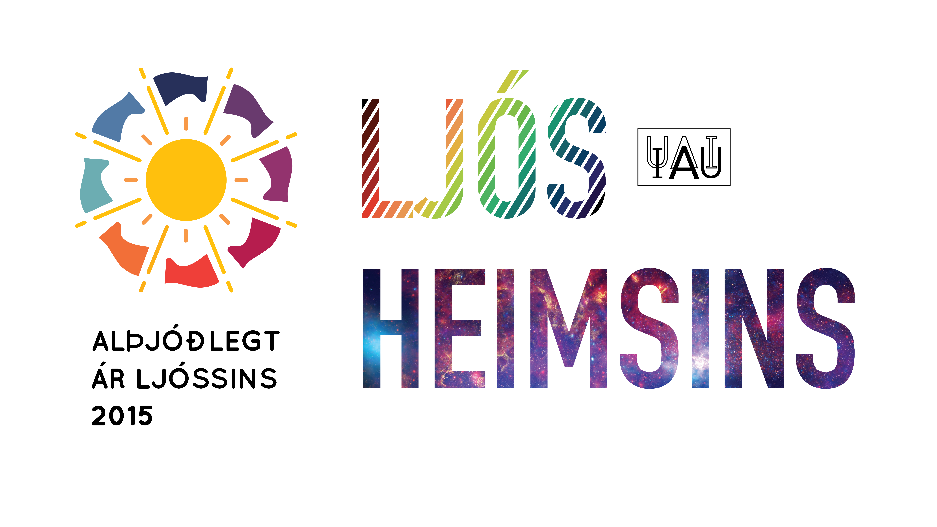 LJÓS
IAU
HEIMSINS
ALÞJÓÐLEGT
ÁR LJÓSSINS
2015